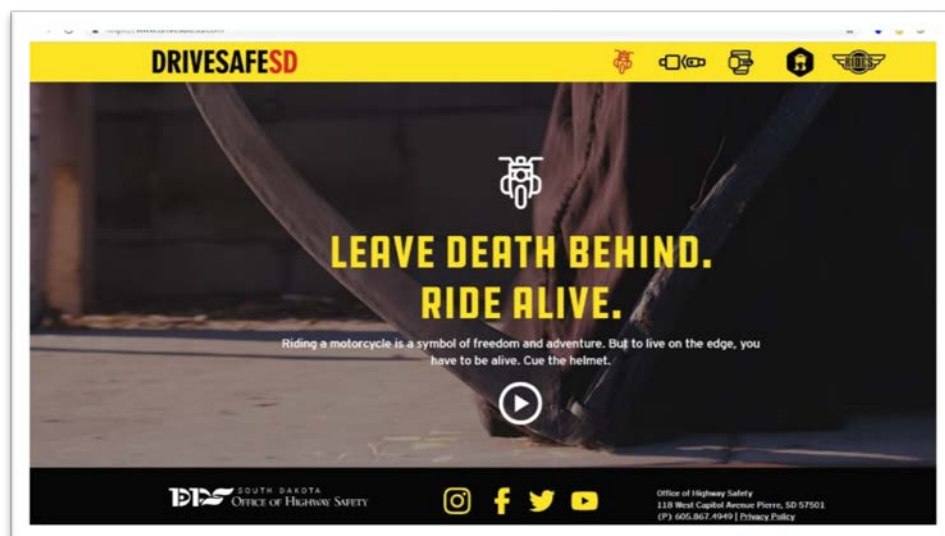 DRIVESAFESD
RIDES
LEAVE DEATH BEHIND.
RIDE ALIVE.
Riding a motorcycle is a symbol of freedom and adventure. But to live on the edge, you
have to be alive. Cue the helmet.
DPS SOUTH DAKOTA
OFFICE OF HIGHWAY SAFETY
Office of Highway Safety
118 West Capitol Avenue Pierre, SD 57501
(P) 605.867.4949 | Privacy Policy